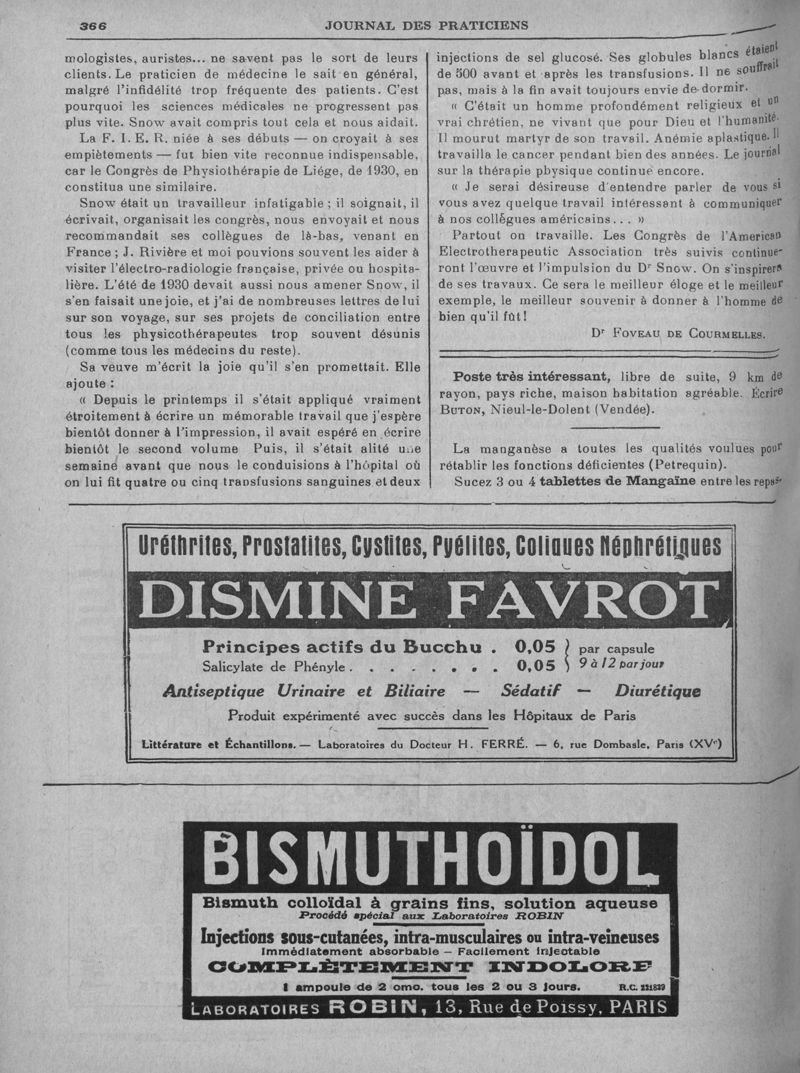 366
JOURNAL DES PRATICIENS
mologistes, auristes... ne savent pas le sort de leurs
clients. Le praticien de médecine le sait en général,
malgré l'infidélité trop fréquente des patients. C'est
pourquoi les sciences médicales ne progressent pas
plus vite. Snow avait compris tout cela et nous aidait.
La F. I. E. R. niée à ses débuts — on croyait à ses
empiètements — fut bien vite reconnue indispensable,
car le Congrès de Physiothérapie de Liége, de 1930, en
constitua une similaire.
Snow était un travailleur infatigable ; il soignait, il
écrivait, organisait les congrès, nous envoyait et nous
recommandait ses collègues de là-bas, venant en
France ; J. Rivière et moi pouvions souvent les aider à
visiter l'électro-radiologie française, privée ou hospita-
lière. L'été de 1930 devait aussi nous amener Snow, il
s'en faisait une joie, et j'ai de nombreuses lettres de lui
sur son voyage, sur ses projets de conciliation entre
tous les physicothérapeutes trop souvent désunis
(comme tous les médecins du reste).
Sa veuve m'écrit la joie qu'il s'en promettait. Elle
ajoute :
« Depuis le printemps il s'était appliqué vraiment
étroitement à écrire un mémorable travail que j'espère
bientôt donner à l'impression, il avait espéré en écrire
bientôt le second volume Puis, il s'était alité une
semaine avant que nous le conduisions à l'hôpital où
on lui fit quatre ou cinq transfusions sanguines et deux
injections de sel glucosé. Ses globules blancs étaient
de 500 avant et après les transfusions. Il ne souffrait
pas, mais à la fin avait toujours envie de dormir.
« C'était un homme profondément religieux et un
vrai chrétien, ne vivant que pour Dieu et l'humanité.
Il mourut martyr de son travail. Anémie aplastique. Il
travailla le cancer pendant bien des années. Le journal
sur la thérapie physique continue encore.
« Je serai désireuse d'entendre parler de vous si
vous avez quelque travail intéressant à communiquer
à nos collègues américains... »
Partout on travaille. Les Congrès de l'American
Electrotherapeutic Association très suivis continue-
ront l'œuvre et l'impulsion du Dr Snow. On s'inspirera
de ses travaux. Ce sera le meilleur éloge et le meilleur
exemple, le meilleur souvenir à donner à l'homme de
bien qu'il fût !
Dr FOVEAU DE COURMELLES.
Poste très intéressant, libre de suite, 9 km de
rayon, pays riche, maison habitation agréable. Écrire
BUTON, Nieul-le-Dolent (Vendée).
La manganèse a toutes les qualités voulues pour
rétablir les fonctions déficientes (Petrequin).
Sucez 3 ou 4 tablettes de Mangaïne entre les repas.
Uréthrites, Prostatites, Cystites, Pyélites, Coliques Néphrétiques
DISMINE FAVROT
Principes actifs du Bucchu . 0,05 } par capsule
Salicylate de Phényle . . . . . . . . 0,05 } 9 à 12 par jour
Antiseptique Urinaire et Biliaire — Sédatif — Diurétique
Produit expérimenté avec succès dans les Hôpitaux de Paris
Littérature et Échantillons. — Laboratoires du Docteur H. FERRÉ. — 6, rue Dombasle, Paris (XVe)
BISMUTHOÏDOL
Bismuth colloïdal à grains fins, solution aqueuse
Procédé spécial aux Laboratoires ROBIN
Injections sous-cutanées, intra-musculaires ou intra-veineuses
Immédiatement absorbable — Facilement injectable
COMPLÈTEMENT INDOLORE
1 ampoule de 2 cmc. tous les 2 ou 3 jours. R.C. 221839
LABORATOIRES ROBIN, 13, Rue de Poissy, PARIS